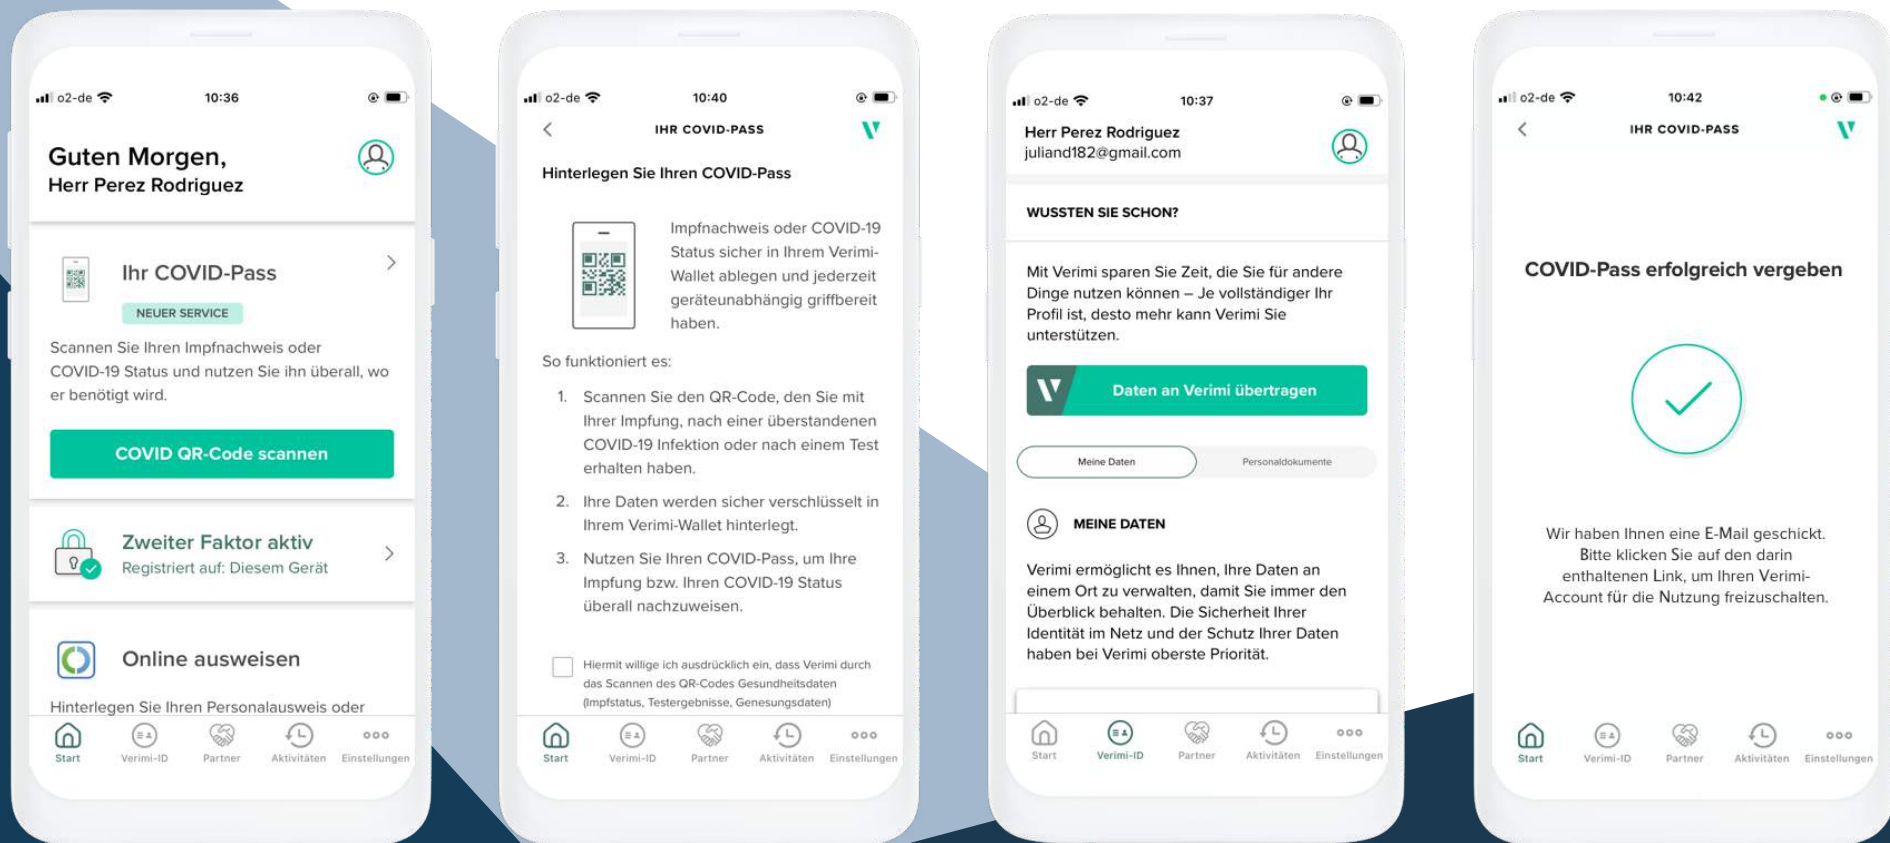 o2-de
10:36
Guten Morgen,
Herr Perez Rodriguez
Ihr COVID-Pass
NEUER SERVICE
Scannen Sie Ihren Impfnachweis oder
COVID-19 Status und nutzen Sie ihn überall, wo
er benötigt wird.
COVID QR-Code scannen
Zweiter Faktor aktiv
Registriert auf: Diesem Gerät
Online ausweisen
Hinterlegen Sie Ihren Personalausweis oder
Start Verimi-ID Partner Aktivitäten Einstellungen
o2-de
10:40
IHR COVID-PASS
Hinterlegen Sie Ihren COVID-Pass
Impfnachweis oder COVID-19
Status sicher in Ihrem Verimi-
Wallet ablegen und jederzeit
geräteunabhängig griffbereit
haben.
So funktioniert es:
1. Scannen Sie den QR-Code, den Sie mit
Ihrer Impfung, nach einer überstandenen
COVID-19 Infektion oder nach einem Test
erhalten haben.
2. Ihre Daten werden sicher verschlüsselt in
Ihrem Verimi-Wallet hinterlegt.
3. Nutzen Sie Ihren COVID-Pass, um Ihre
Impfung bzw. Ihren COVID-19 Status
überall nachzuweisen.
Hiermit willige ich ausdrücklich ein, dass Verimi durch
das Scannen des QR-Codes Gesundheitsdaten
(Impfstatus, Testergebnisse, Genesungsdaten)
Start Verimi-ID Partner Aktivitäten Einstellungen
o2-de
10:37
Herr Perez Rodriguez
juliand182@gmail.com
WUSSTEN SIE SCHON?
Mit Verimi sparen Sie Zeit, die Sie für andere
Dinge nutzen können – Je vollständiger Ihr
Profil ist, desto mehr kann Verimi Sie
unterstützen.
Daten an Verimi übertragen
Meine Daten Personaldokumente
MEINE DATEN
Verimi ermöglicht es Ihnen, Ihre Daten an
einem Ort zu verwalten, damit Sie immer den
Überblick behalten. Die Sicherheit Ihrer
Identität im Netz und der Schutz Ihrer Daten
haben bei Verimi oberste Priorität.
Start Verimi-ID Partner Aktivitäten Einstellungen
o2-de
10:42
IHR COVID-PASS
COVID-Pass erfolgreich vergeben
Wir haben Ihnen eine E-Mail geschickt.
Bitte klicken Sie auf den darin
enthaltenen Link, um Ihren Verimi-
Account für die Nutzung freizuschalten.
Start Verimi-ID Partner Aktivitäten Einstellungen